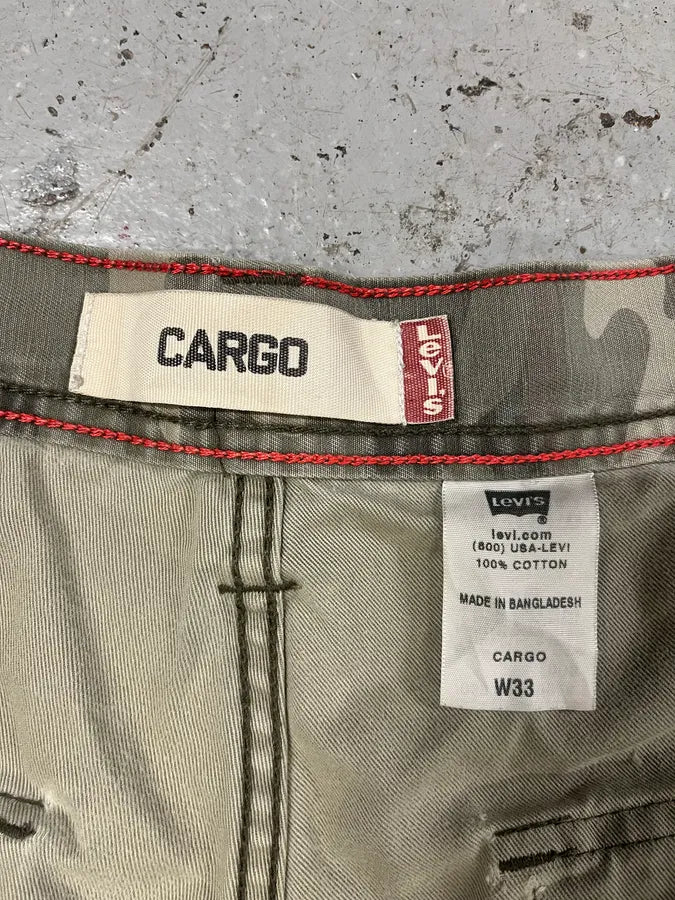 CARGO
Levi's
Levi's
®
levi.com
(800) USA-LEVI
100% COTTON
MADE IN BANGLADESH
CARGO
W33